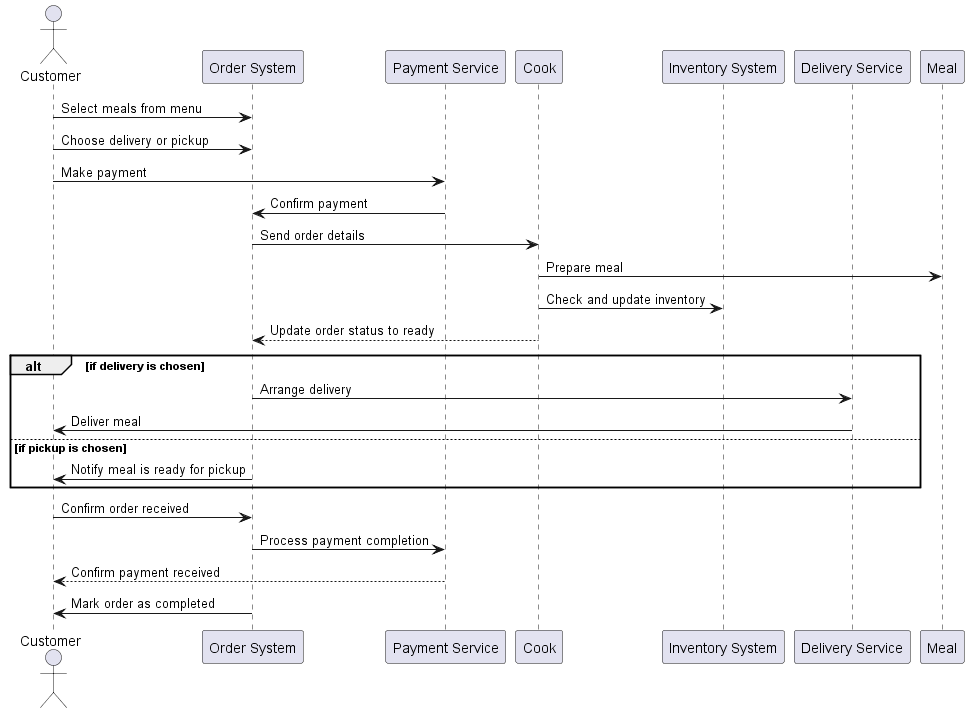 Customer
Order System
Payment Service
Cook
Inventory System
Delivery Service
Meal
Select meals from menu
Choose delivery or pickup
Make payment
Confirm payment
Send order details
Prepare meal
Check and update inventory
Update order status to ready
alt
[if delivery is chosen]
Arrange delivery
Deliver meal
[if pickup is chosen]
Notify meal is ready for pickup
Confirm order received
Process payment completion
Confirm payment received
Mark order as completed
Customer
Order System
Payment Service
Cook
Inventory System
Delivery Service
Meal